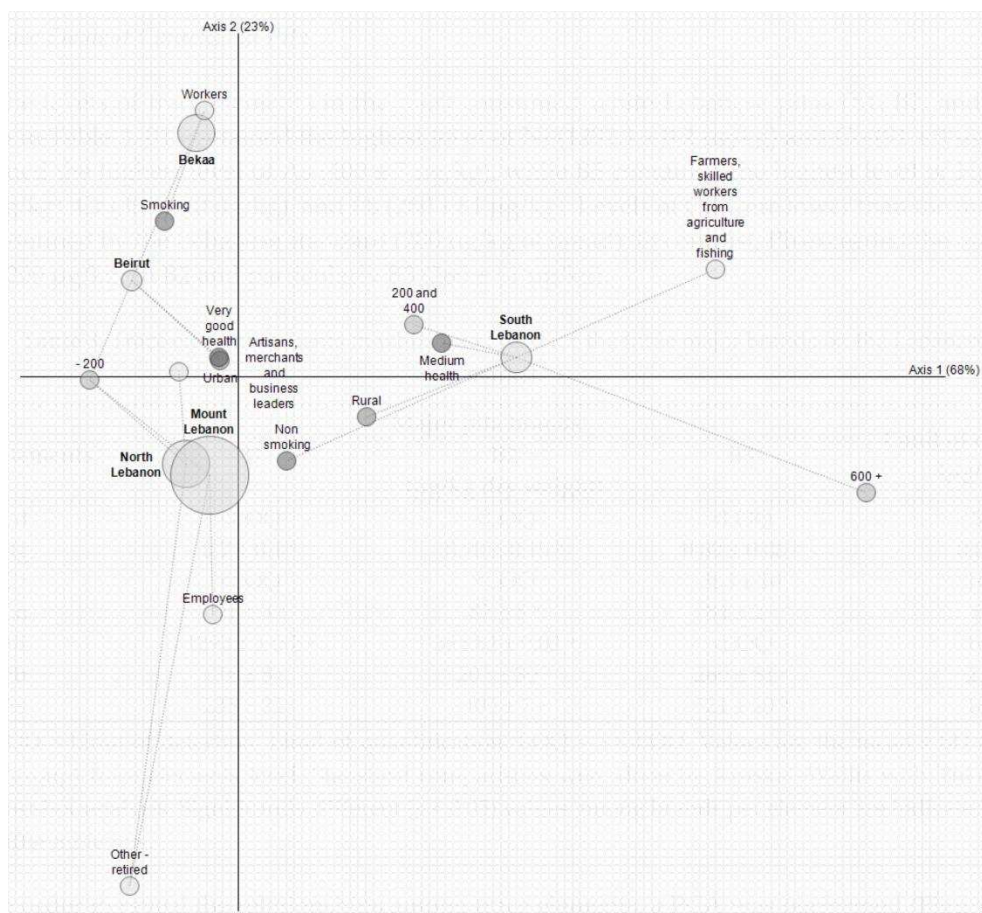 Axis 2 (23%)
Workers
Bekaa
Smoking
Beirut
Farmers,
skilled
workers
from
agriculture
and
fishing
200 and
400
South
Lebanon
Very
good
health
Artisans,
merchants
and
business
leaders
- 200
Urban
Medium
health
Axis 1 (68%)
Rural
Mount
Lebanon
Non
smoking
North
Lebanon
600 +
Employees
Other -
retired